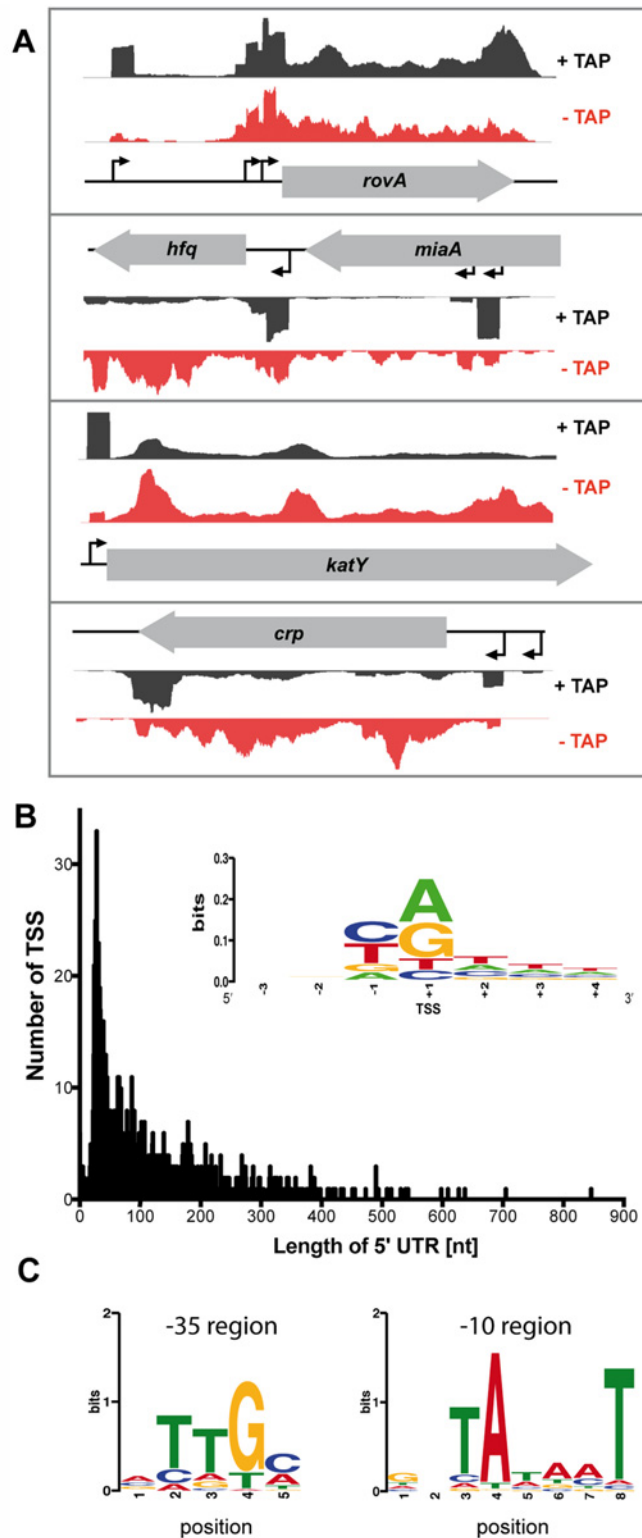 A
+ TAP
- TAP
rovA
hfq
miaA
+ TAP
- TAP
+ TAP
- TAP
katY
crp
+ TAP
- TAP
B
Number of TSS
30
20
10
0
0 100 200 300 400 500 600 700 800 900
Length of 5' UTR [nt]
bits
0.3
0.2
0.1
0.0
5' -3 -2 -1 +1 +2 +3 +4 3'
TSS
C
-35 region
bits
2
1
0
1 2 3 4 5
position
-10 region
bits
2
1
0
1 2 3 4 5 6 7 8
position